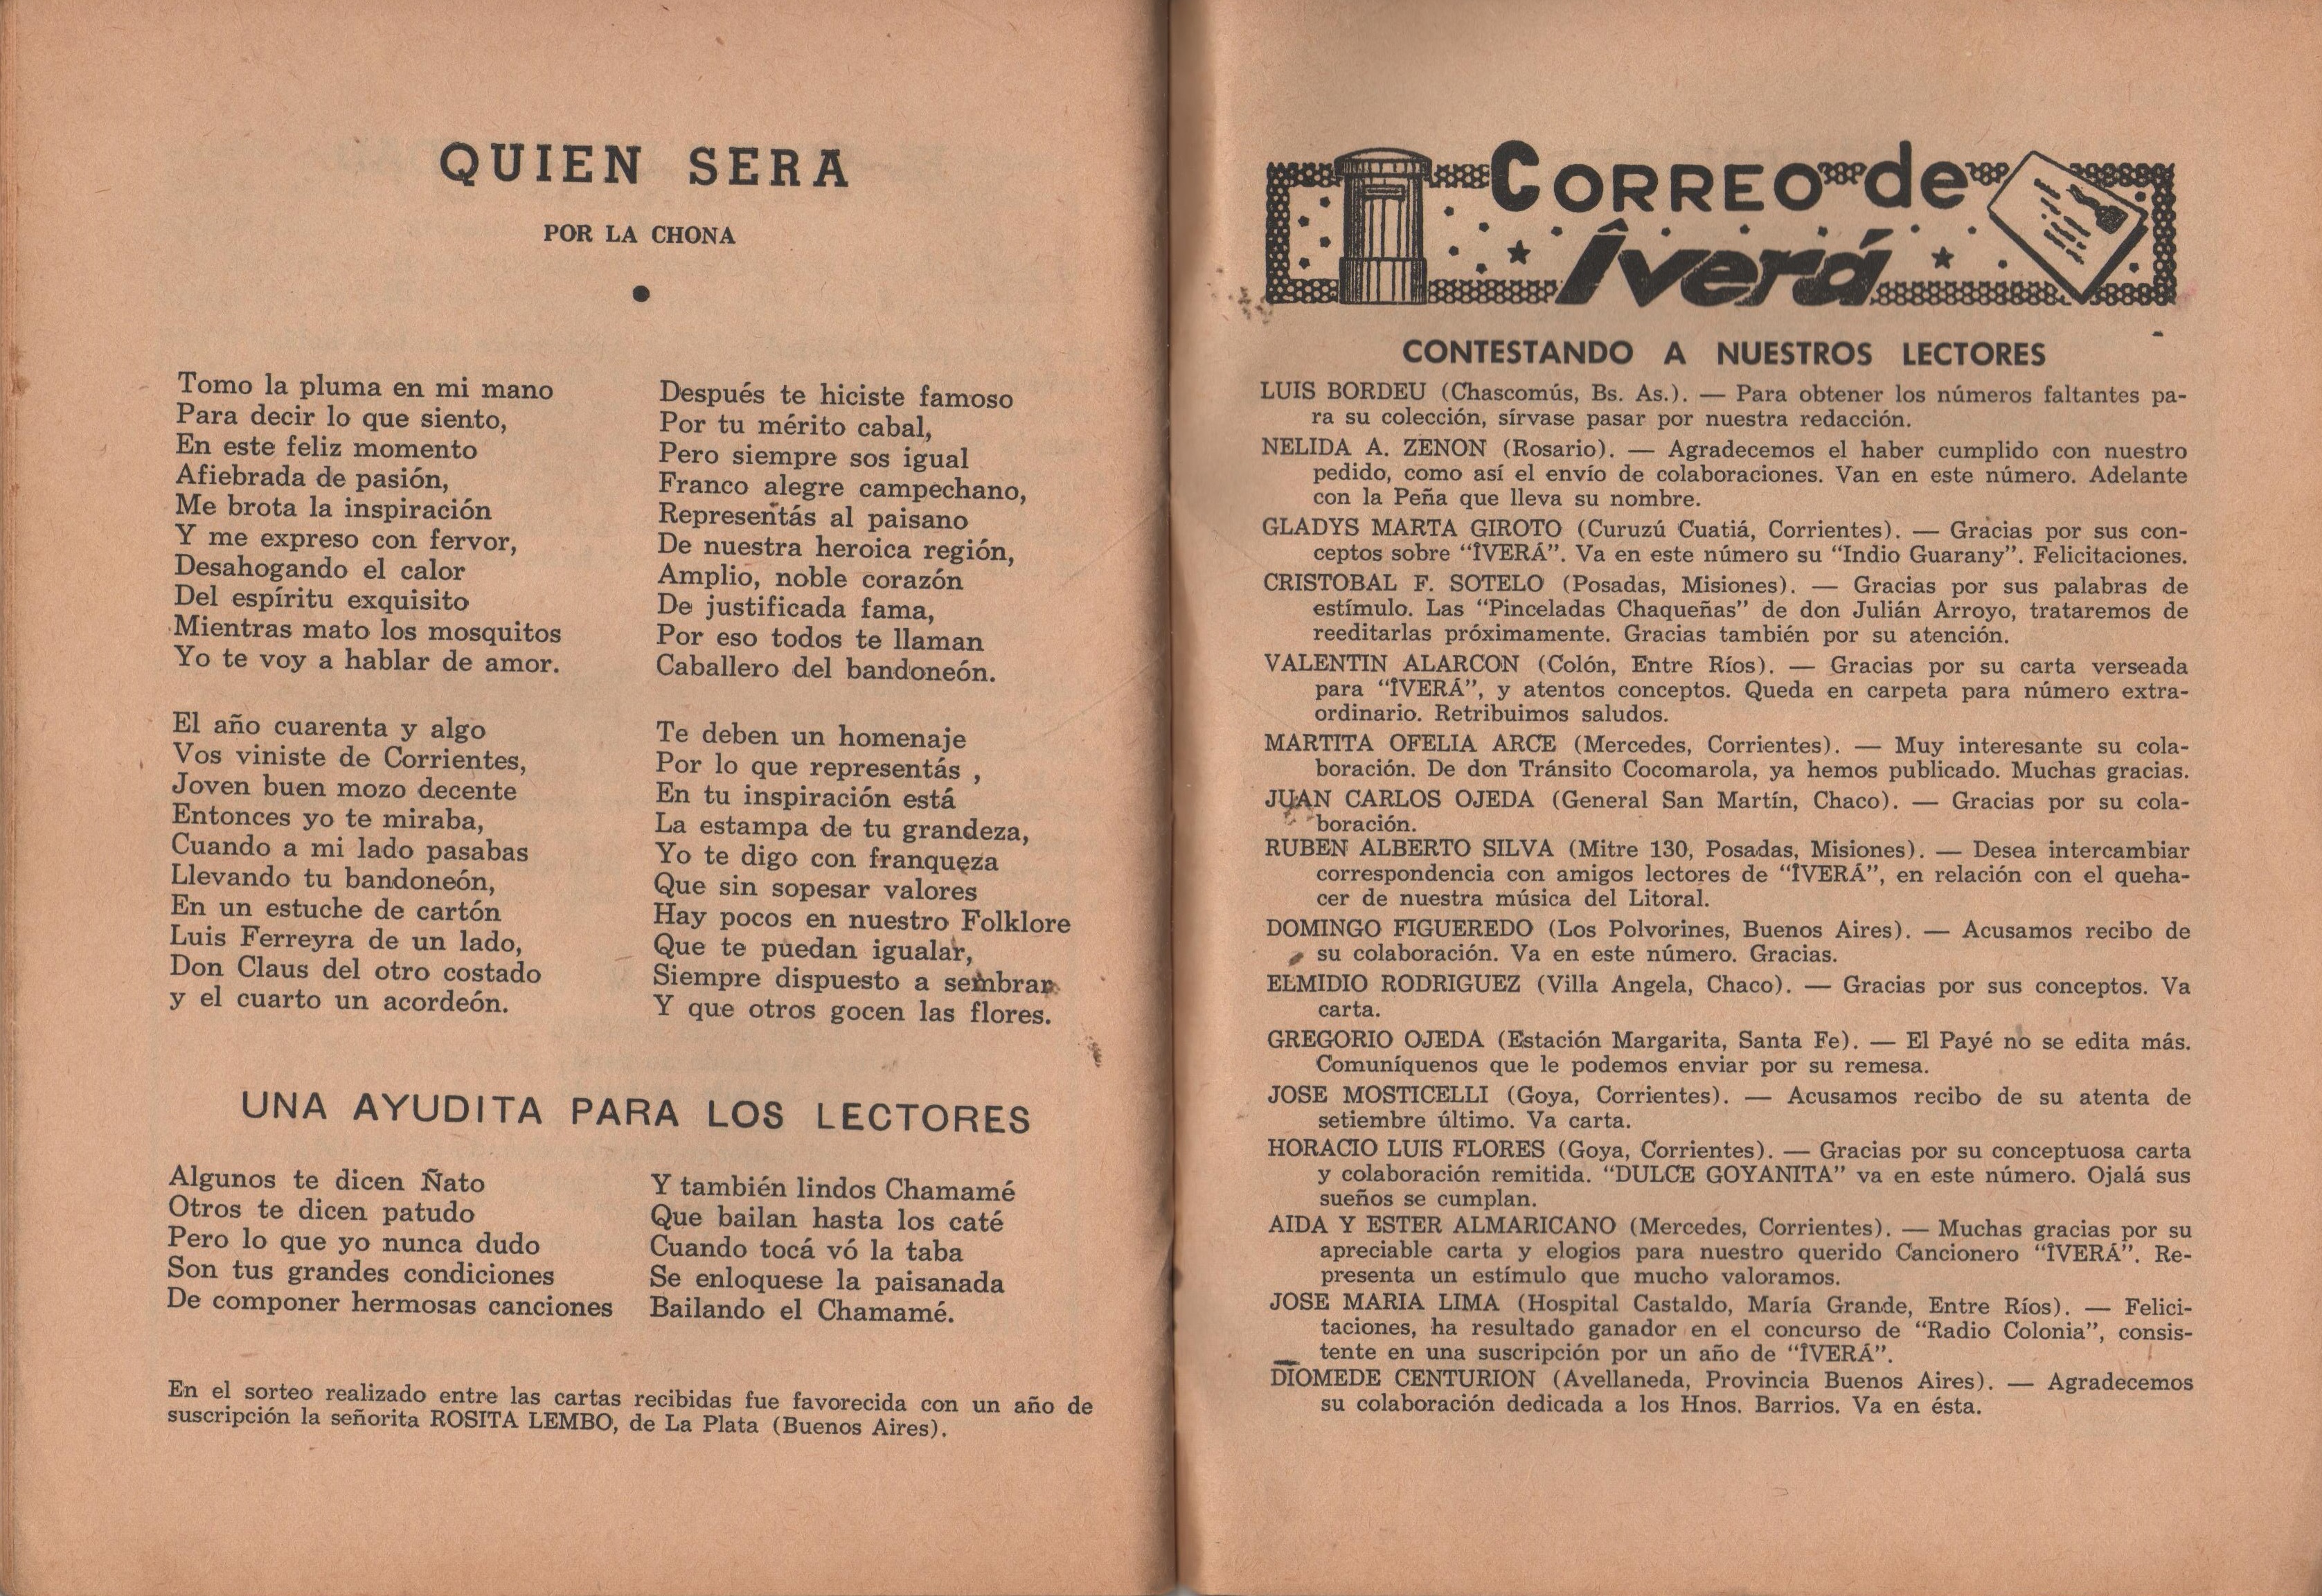 QUIEN SERA
POR LA CHONA
Tomo la pluma en mi mano
Para decir lo que siento,
En este feliz momento
Afiebrada de pasión,
Me brota la inspiración
Y me expreso con fervor,
Desahogando el calor
Del espíritu exquisito
Mientras mato los mosquitos
Yo te voy a hablar de amor.
El año cuarenta y algo
Vos viniste de Corrientes,
Joven buen mozo decente
Entonces yo te miraba,
Cuando a mi lado pasabas
Llevando tu bandoneón,
En un estuche de cartón
Luis Ferreyra de un lado,
Don Claus del otro costado
y el cuarto un acordeón.
Después te hiciste famoso
Por tu mérito cabal,
Pero siempre sos igual
Franco alegre campechano,
Representás al paisano
De nuestra heroica región,
Amplio, noble corazón
De justificada fama,
Por eso todos te llaman
Caballero del bandoneón.
Te deben un homenaje
Por lo que representás ,
En tu inspiración está
La estampa de tu grandeza,
Yo te digo con franqueza
Que sin sopesar valores
Hay pocos en nuestro Folklore
Que te puedan igualar,
Siempre dispuesto a sembrar
Y que otros gocen las flores.
UNA AYUDITA PARA LOS LECTORES
Algunos te dicen Ñato
Otros te dicen patudo
Pero lo que yo nunca dudo
Son tus grandes condiciones
De componer hermosas canciones
Y también lindos Chamamé
Que bailan hasta los caté
Cuando tocá vó la taba
Se enloquese la paisanada
Bailando el Chamamé.
En el sorteo realizado entre las cartas recibidas fue favorecida con un año de
suscripción la señorita ROSITA LEMBO, de La Plata (Buenos Aires).
CORREO de
Îverá
CONTESTANDO A NUESTROS LECTORES
LUIS BORDEU (Chascomús, Bs. As.). — Para obtener los números faltantes pa-
ra su colección, sírvase pasar por nuestra redacción.
NELIDA A. ZENON (Rosario). — Agradecemos el haber cumplido con nuestro
pedido, como así el envío de colaboraciones. Van en este número. Adelante
con la Peña que lleva su nombre.
GLADYS MARTA GIROTO (Curuzú Cuatiá, Corrientes). — Gracias por sus con-
ceptos sobre “ÎVERÁ”. Va en este número su “Indio Guarany”. Felicitaciones.
CRISTOBAL F. SOTELO (Posadas, Misiones). — Gracias por sus palabras de
estímulo. Las “Pinceladas Chaqueñas” de don Julián Arroyo, trataremos de
reeditarlas próximamente. Gracias también por su atención.
VALENTIN ALARCON (Colón, Entre Ríos). — Gracias por su carta verseada
para “ÎVERÁ”, y atentos conceptos. Queda en carpeta para número extra-
ordinario. Retribuimos saludos.
MARTITA OFELIA ARCE (Mercedes, Corrientes). — Muy interesante su cola-
boración. De don Tránsito Cocomarola, ya hemos publicado. Muchas gracias.
JUAN CARLOS OJEDA (General San Martín, Chaco). — Gracias por su cola-
boración.
RUBEN ALBERTO SILVA (Mitre 130, Posadas, Misiones). — Desea intercambiar
correspondencia con amigos lectores de “ÎVERÁ”, en relación con el queha-
cer de nuestra música del Litoral.
DOMINGO FIGUEREDO (Los Polvorines, Buenos Aires). — Acusamos recibo de
su colaboración. Va en este número. Gracias.
ELMIDIO RODRIGUEZ (Villa Angela, Chaco). — Gracias por sus conceptos. Va
carta.
GREGORIO OJEDA (Estación Margarita, Santa Fe). — El Payé no se edita más.
Comuníquenos que le podemos enviar por su remesa.
JOSE MOSTICELLI (Goya, Corrientes). — Acusamos recibo de su atenta de
setiembre último. Va carta.
HORACIO LUIS FLORES (Goya, Corrientes). — Gracias por su conceptuosa carta
y colaboración remitida. “DULCE GOYANITA” va en este número. Ojalá sus
sueños se cumplan.
AIDA Y ESTER ALMARICANO (Mercedes, Corrientes). — Muchas gracias por su
apreciable carta y elogios para nuestro querido Cancionero “ÎVERÁ”. Re-
presenta un estímulo que mucho valoramos.
JOSE MARIA LIMA (Hospital Castaldo, María Grande, Entre Ríos). — Felici-
taciones, ha resultado ganador en el concurso de “Radio Colonia”, consis-
tente en una suscripción por un año de “ÎVERÁ”.
DIOMEDE CENTURION (Avellaneda, Provincia Buenos Aires). — Agradecemos
su colaboración dedicada a los Hnos. Barrios. Va en ésta.